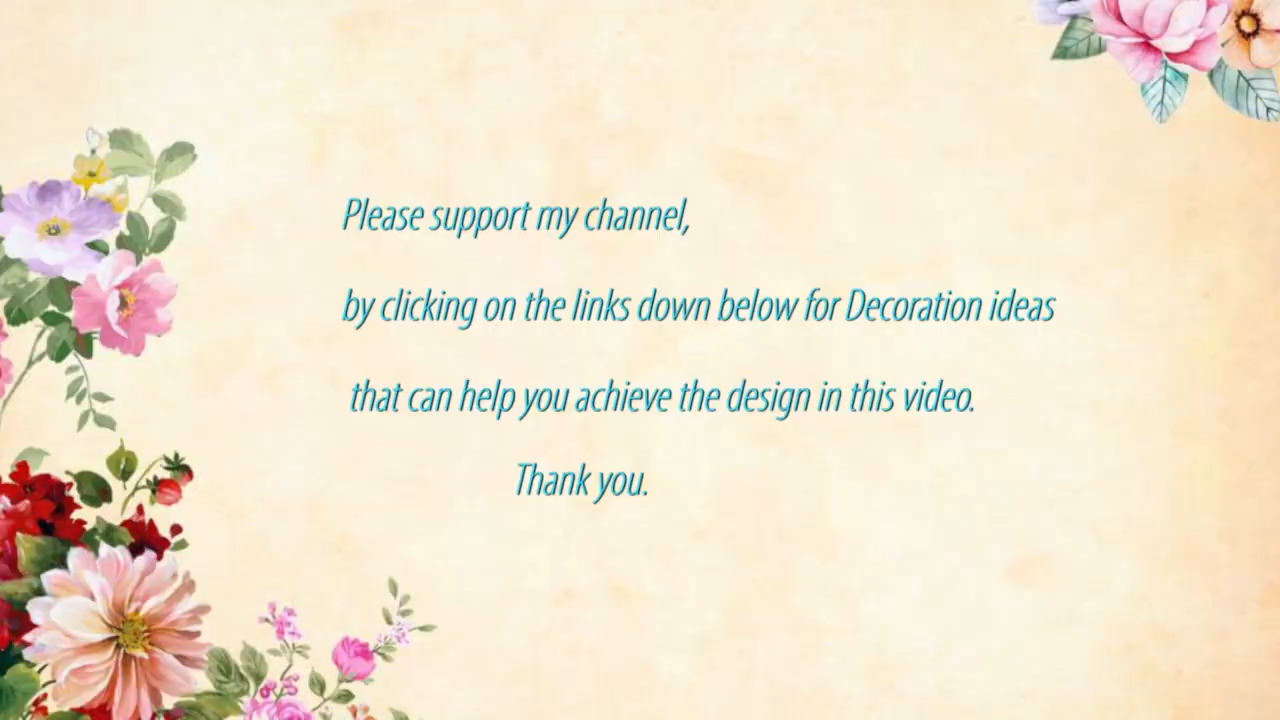 Please support my channel,
by clicking on the links down below for Decoration ideas
that can help you achieve the design in this video.
Thank you.